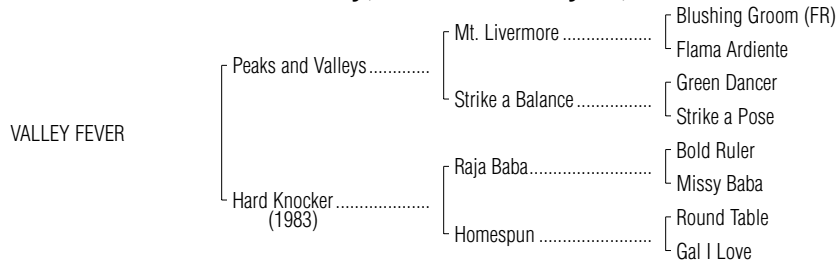 Blushing Groom (FR)
Mt. Livermore
Flama Ardiente
Peaks and Valleys
Green Dancer
Strike a Balance
Strike a Pose
VALLEY FEVER
Bold Ruler
Raja Baba
Missy Baba
Hard Knocker
(1983)
Round Table
Homespun
Gal I Love